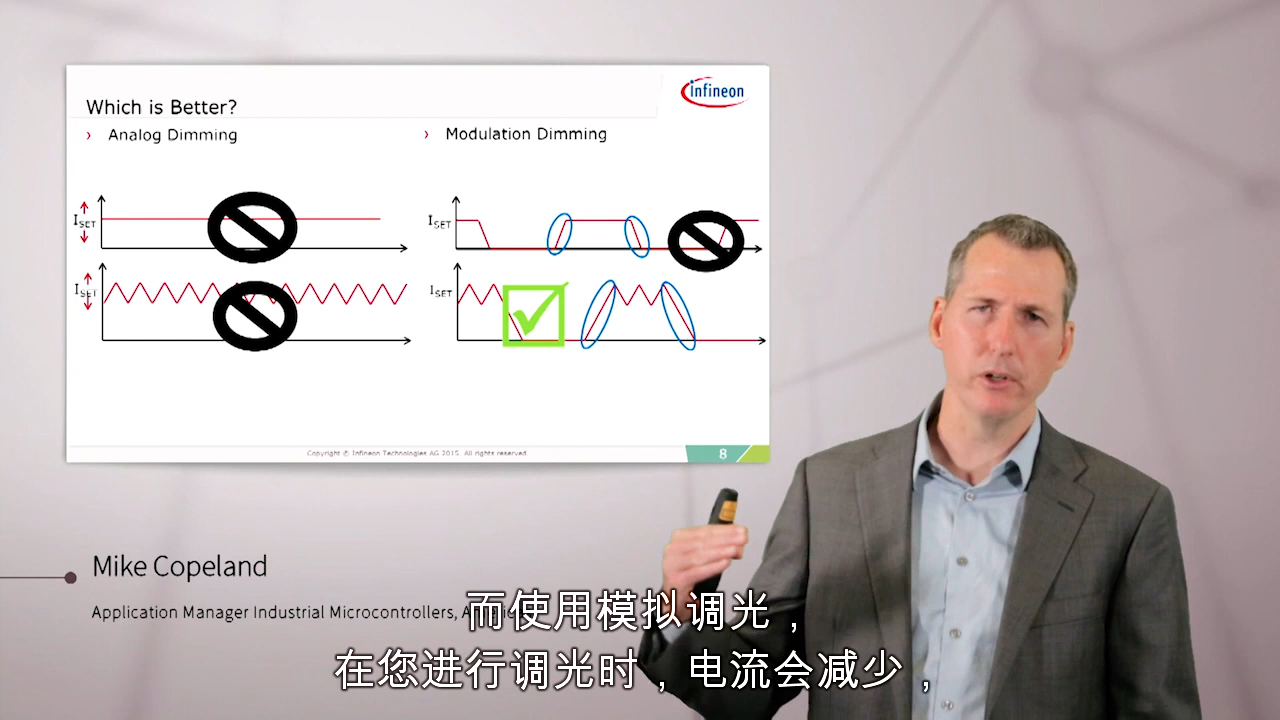 infineon
Which is Better?
› Analog Dimming
› Modulation Dimming
ISET
ISET
ISET
ISET
Copyright © Infineon Technologies AG 2015. All rights reserved.
8
Mike Copeland
Application Manager Industrial Microcontrollers,
而使用模拟调光，
在您进行调光时，电流会减少，